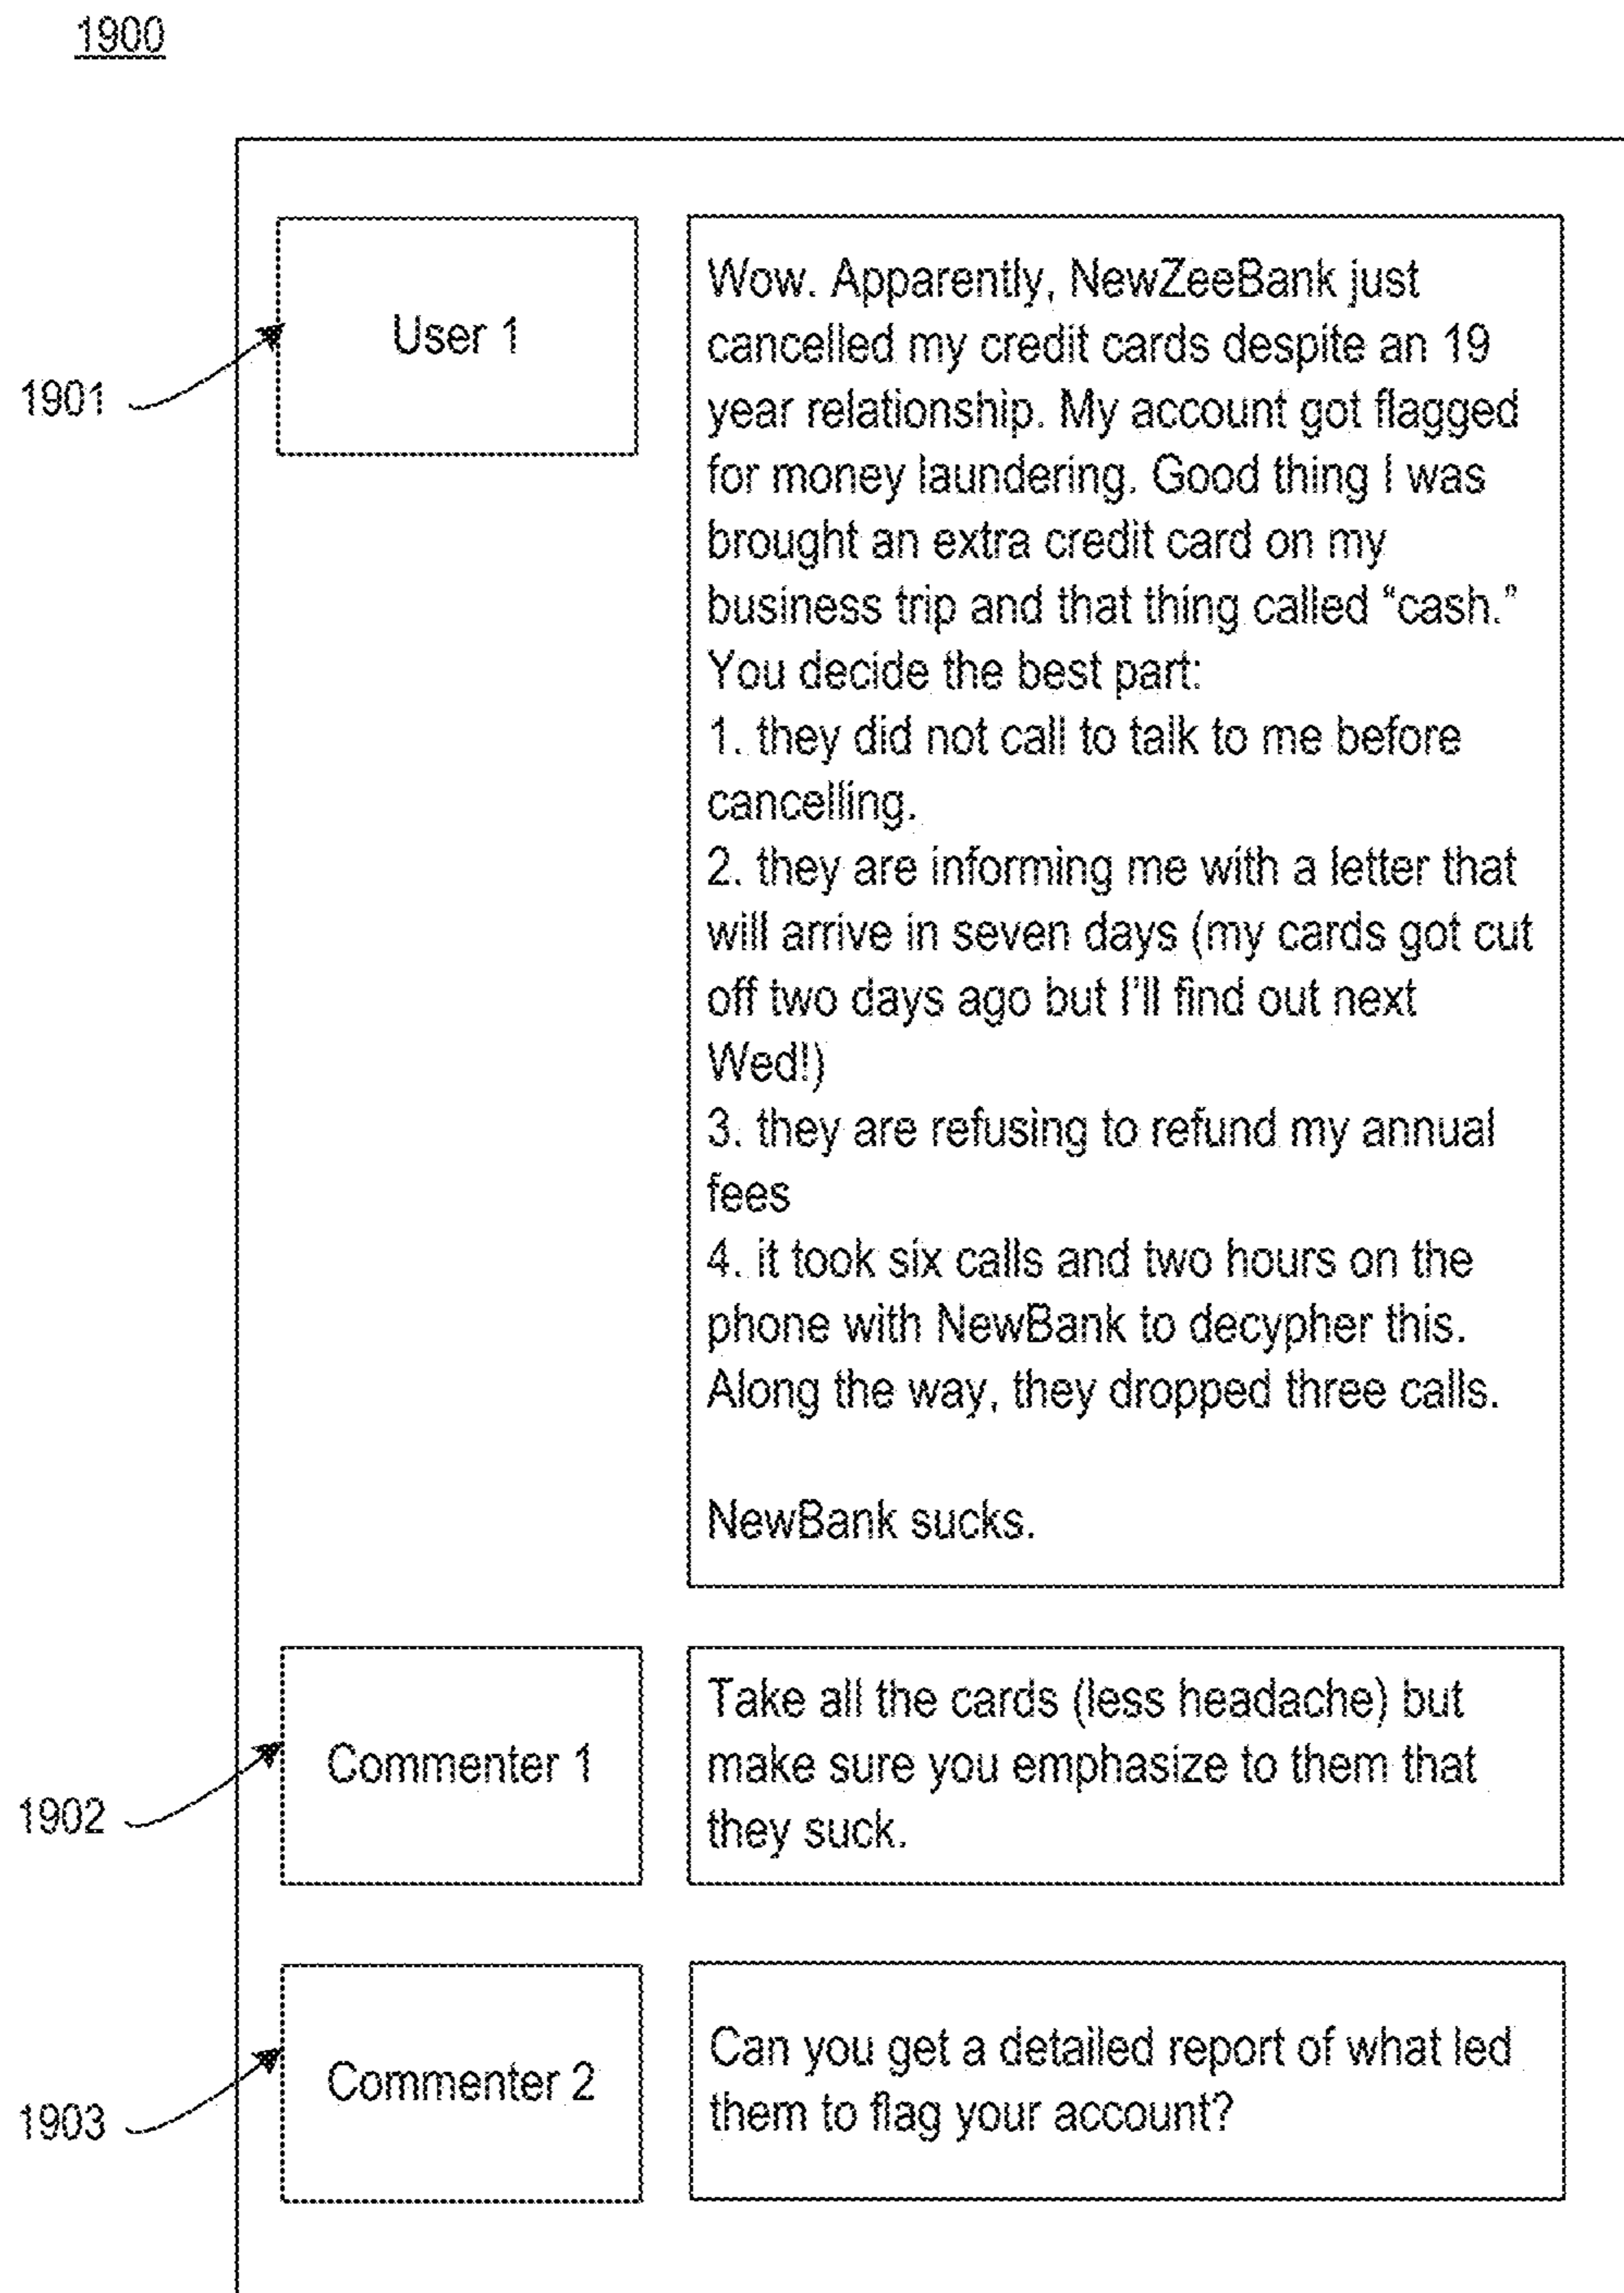 1900
User 1
1901
Wow. Apparently, NewZeeBank just
cancelled my credit cards despite an 19
year relationship. My account got flagged
for money laundering. Good thing I was
brought an extra credit card on my
business trip and that thing called “cash.”
You decide the best part:
1. they did not call to talk to me before
cancelling.
2. they are informing me with a letter that
will arrive in seven days (my cards got cut
off two days ago but I’ll find out next
Wed!)
3. they are refusing to refund my annual
fees
4. it took six calls and two hours on the
phone with NewBank to decypher this.
Along the way, they dropped three calls.
NewBank sucks.
Commenter 1
1902
Take all the cards (less headache) but
make sure you emphasize to them that
they suck.
Commenter 2
1903
Can you get a detailed report of what led
them to flag your account?